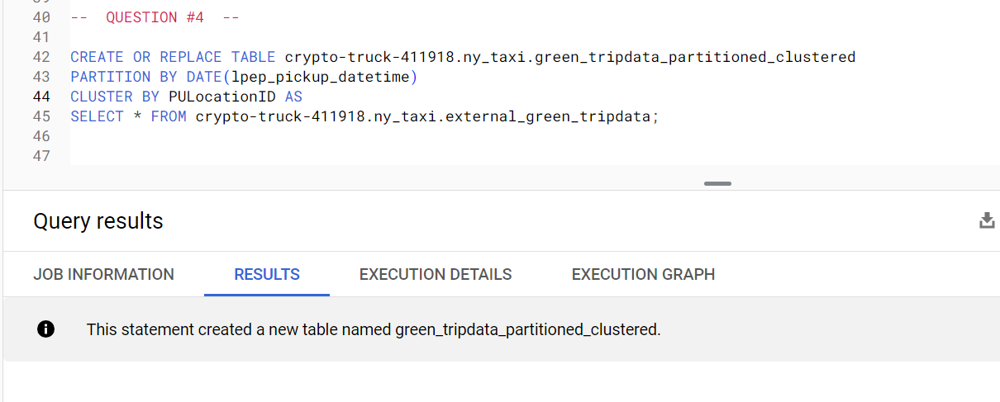 40 -- QUESTION #4 --
41
42 CREATE OR REPLACE TABLE crypto-truck-411918.ny_taxi.green_tripdata_partitioned_clustered
43 PARTITION BY DATE(lpep_pickup_datetime)
44 CLUSTER BY PULocationID AS
45 SELECT * FROM crypto-truck-411918.ny_taxi.external_green_tripdata;
46
47
Query results
JOB INFORMATION RESULTS EXECUTION DETAILS EXECUTION GRAPH
This statement created a new table named green_tripdata_partitioned_clustered.